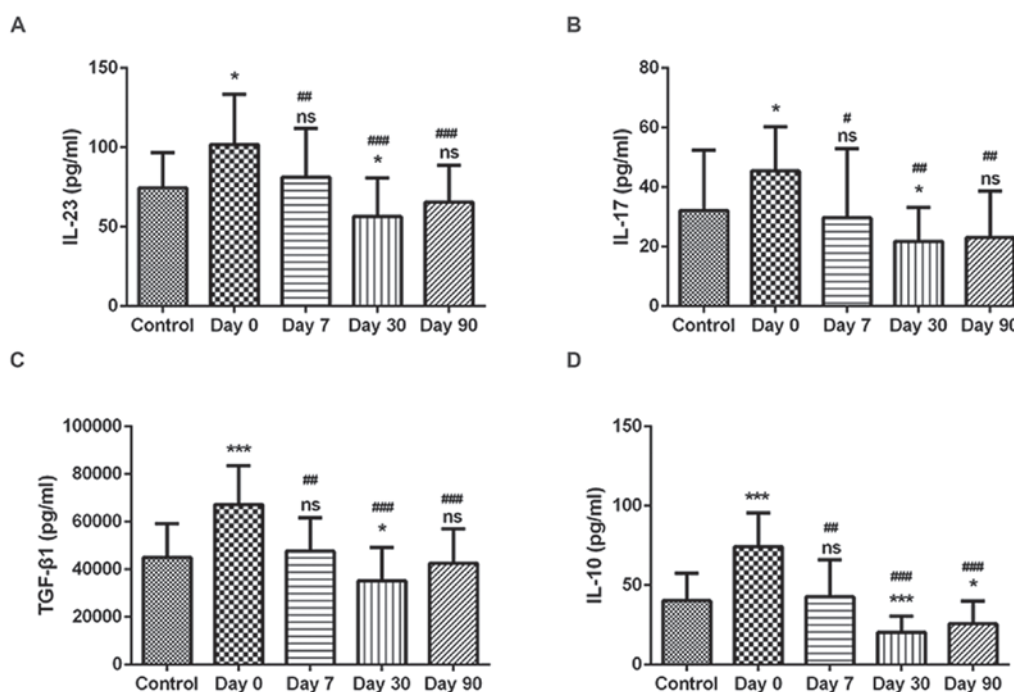 A
IL-23 (pg/ml)
150
100
50
0
*
##
ns
###
*
###
ns
Control Day 0 Day 7 Day 30 Day 90
B
IL-17 (pg/ml)
80
60
40
20
0
*
#
ns
##
*
##
ns
Control Day 0 Day 7 Day 30 Day 90
C
TGF-β1 (pg/ml)
100000
80000
60000
40000
20000
0
***
##
ns
###
*
###
ns
Control Day 0 Day 7 Day 30 Day 90
D
IL-10 (pg/ml)
150
100
50
0
***
##
ns
###
***
###
*
Control Day 0 Day 7 Day 30 Day 90